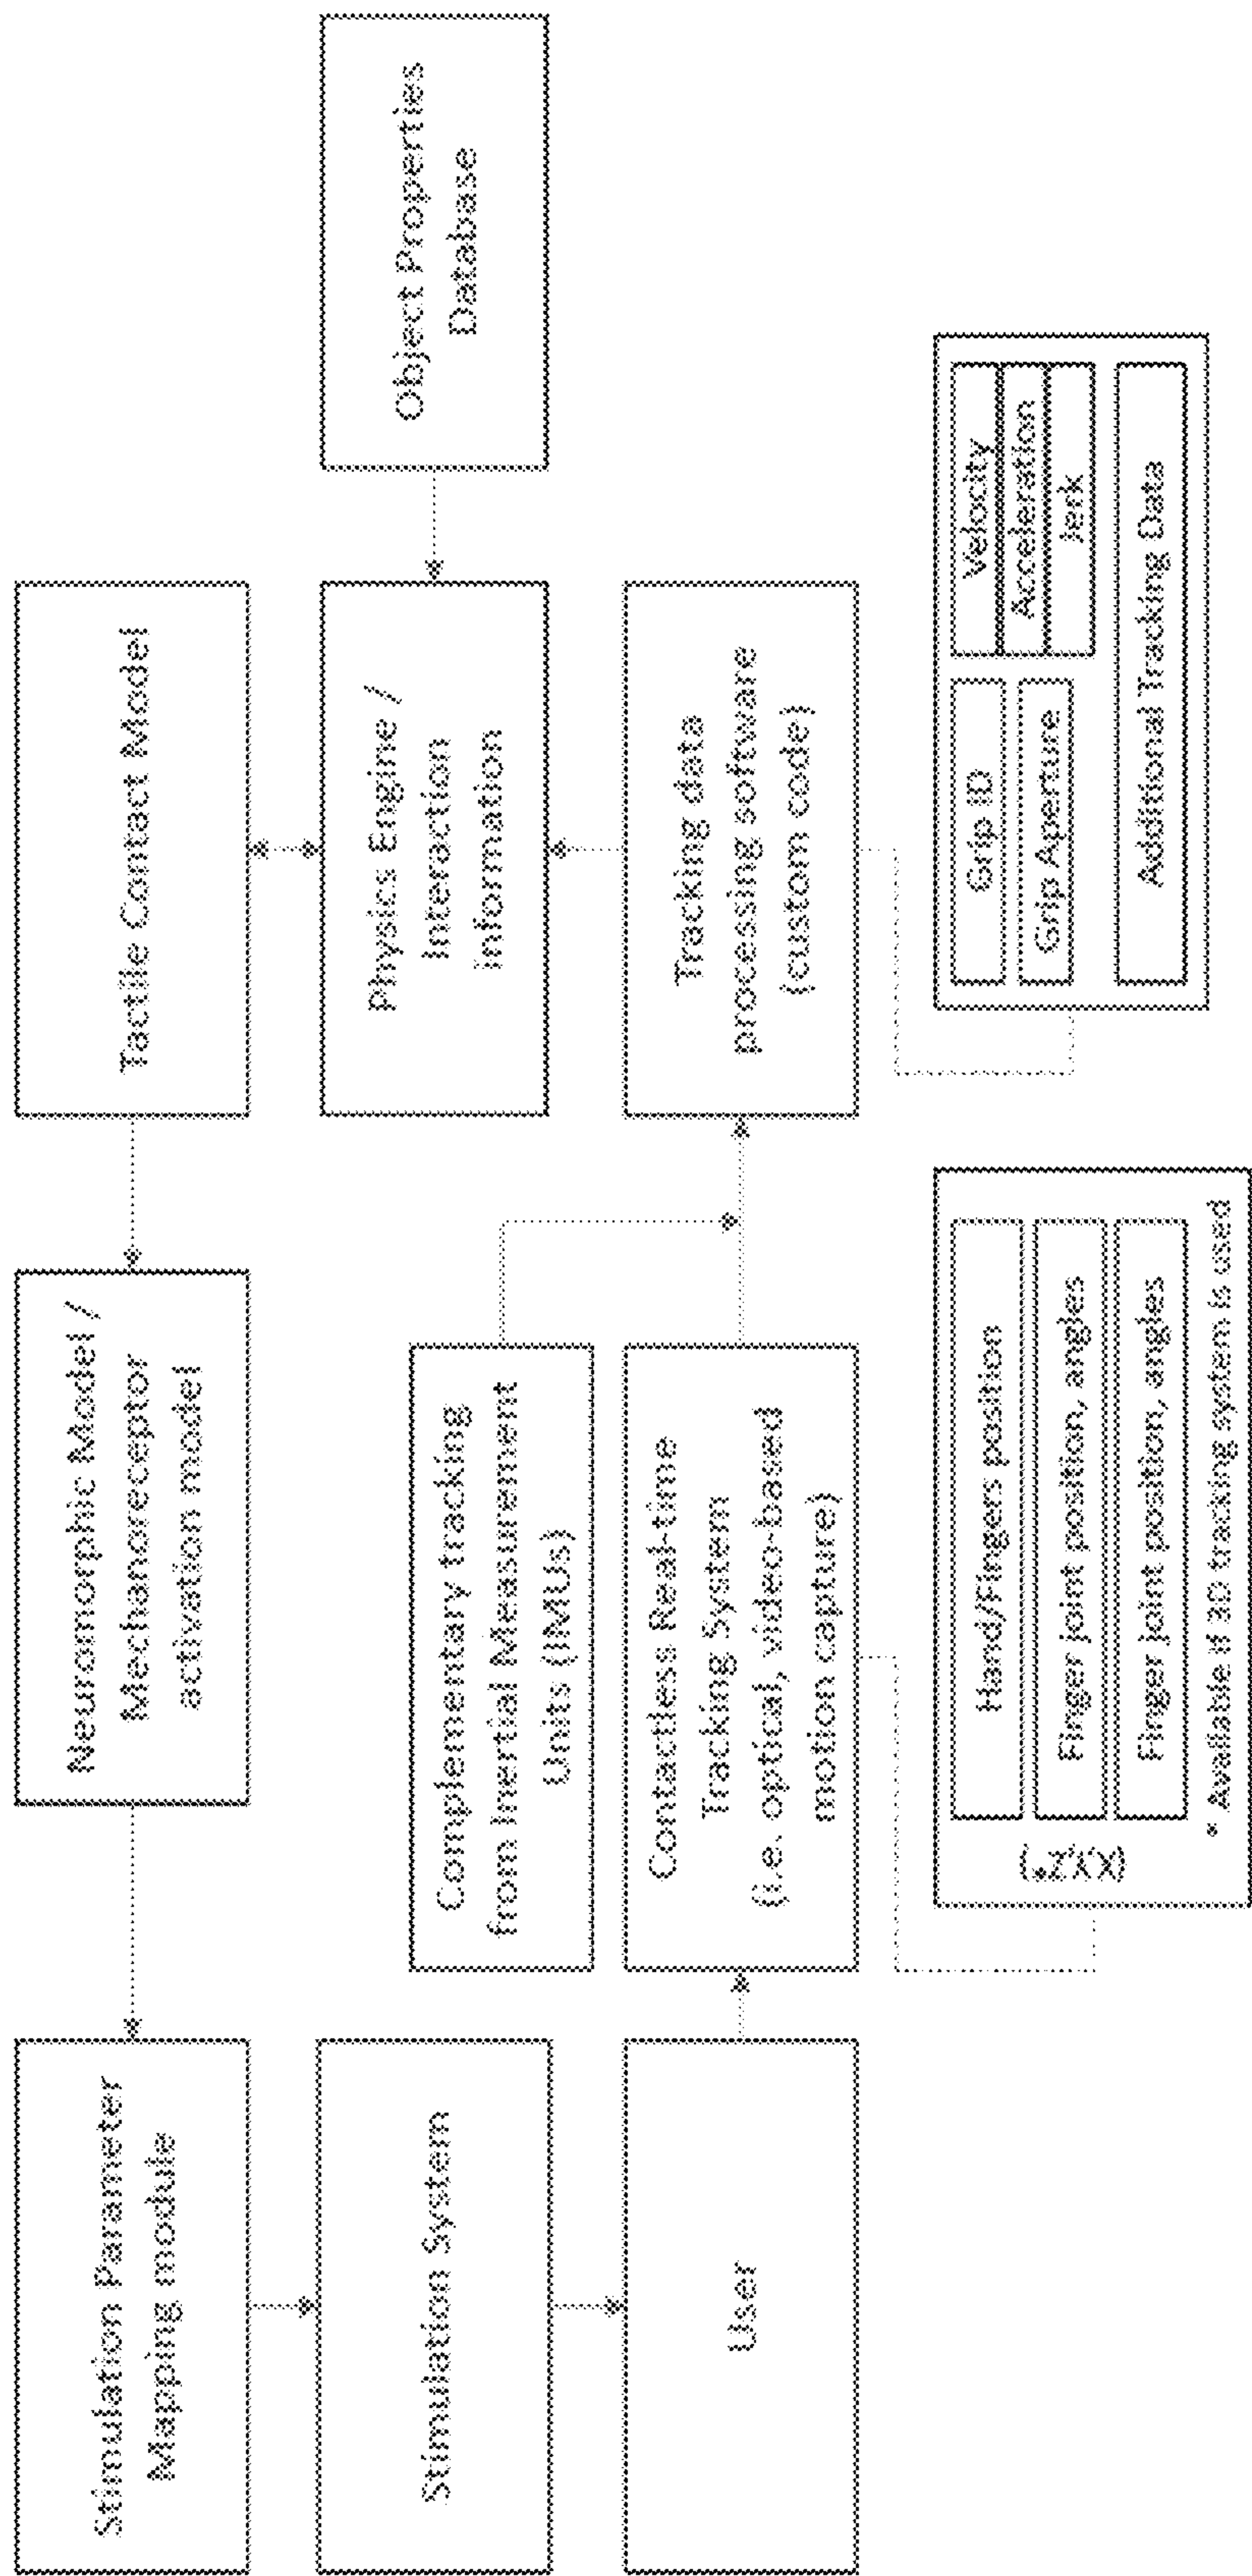 Stimulation Parameter
Mapping module
Neuromorphic Model /
Mechanoreceptor
activation model
Tactile Contact Model
Stimulation System
Complementary tracking
from Inertial Measurement
Units (IMUs)
Physics Engine /
Interaction
information
Object Properties
Database
User
Contactless Real-time
Tracking System
(i.e. optical, video-based
motion capture)
Tracking data
processing software
(custom code)
(X,Y,Z*)
Hand/Fingers position
Finger joint position, angles
Finger joint position, angles
* Available if 3D tracking system is used
Grip ID
Grip Aperture
Velocity
Acceleration
Jerk
Additional Tracking Data